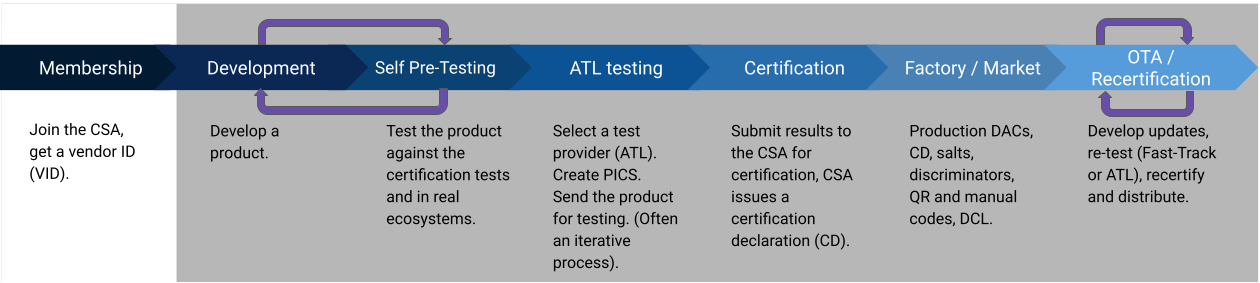 Membership
Development
Self Pre-Testing
ATL testing
Certification
Factory / Market
OTA /
Recertification
Join the CSA,
get a vendor ID
(VID).
Develop a
product.
Test the product
against the
certification tests
and in real
ecosystems.
Select a test
provider (ATL).
Create PICS.
Send the product
for testing. (Often
an iterative
process).
Submit results to
the CSA for
certification, CSA
issues a
certification
declaration (CD).
Production DACs,
CD, salts,
discriminators,
QR and manual
codes, DCL.
Develop updates,
re-test (Fast-Track
or ATL), recertify
and distribute.